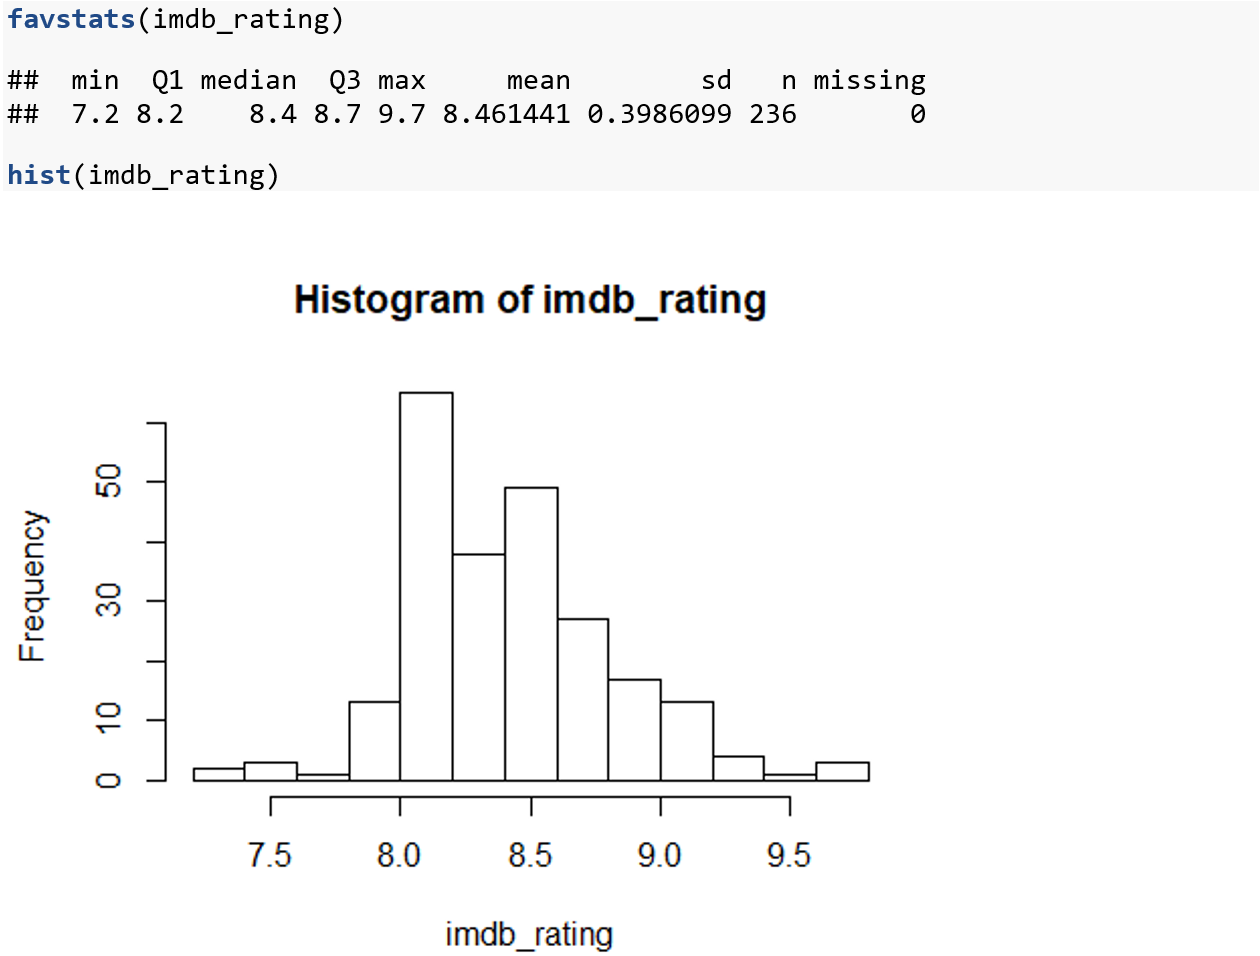 favstats(imdb_rating)
##  min  Q1 median  Q3 max     mean        sd   n missing
##  7.2 8.2    8.4 8.7 9.7 8.461441 0.3986099 236       0
hist(imdb_rating)
Histogram of imdb_rating
Frequency
50
30
10
0
7.5 8.0 8.5 9.0 9.5
imdb_rating